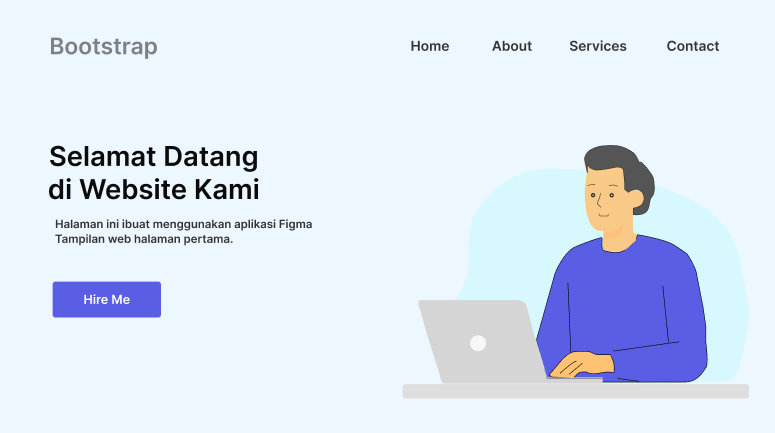 Bootstrap
Home About Services Contact
Selamat Datang
di Website Kami
Halaman ini ibuat menggunakan aplikasi Figma
Tampilan web halaman pertama.
Hire Me